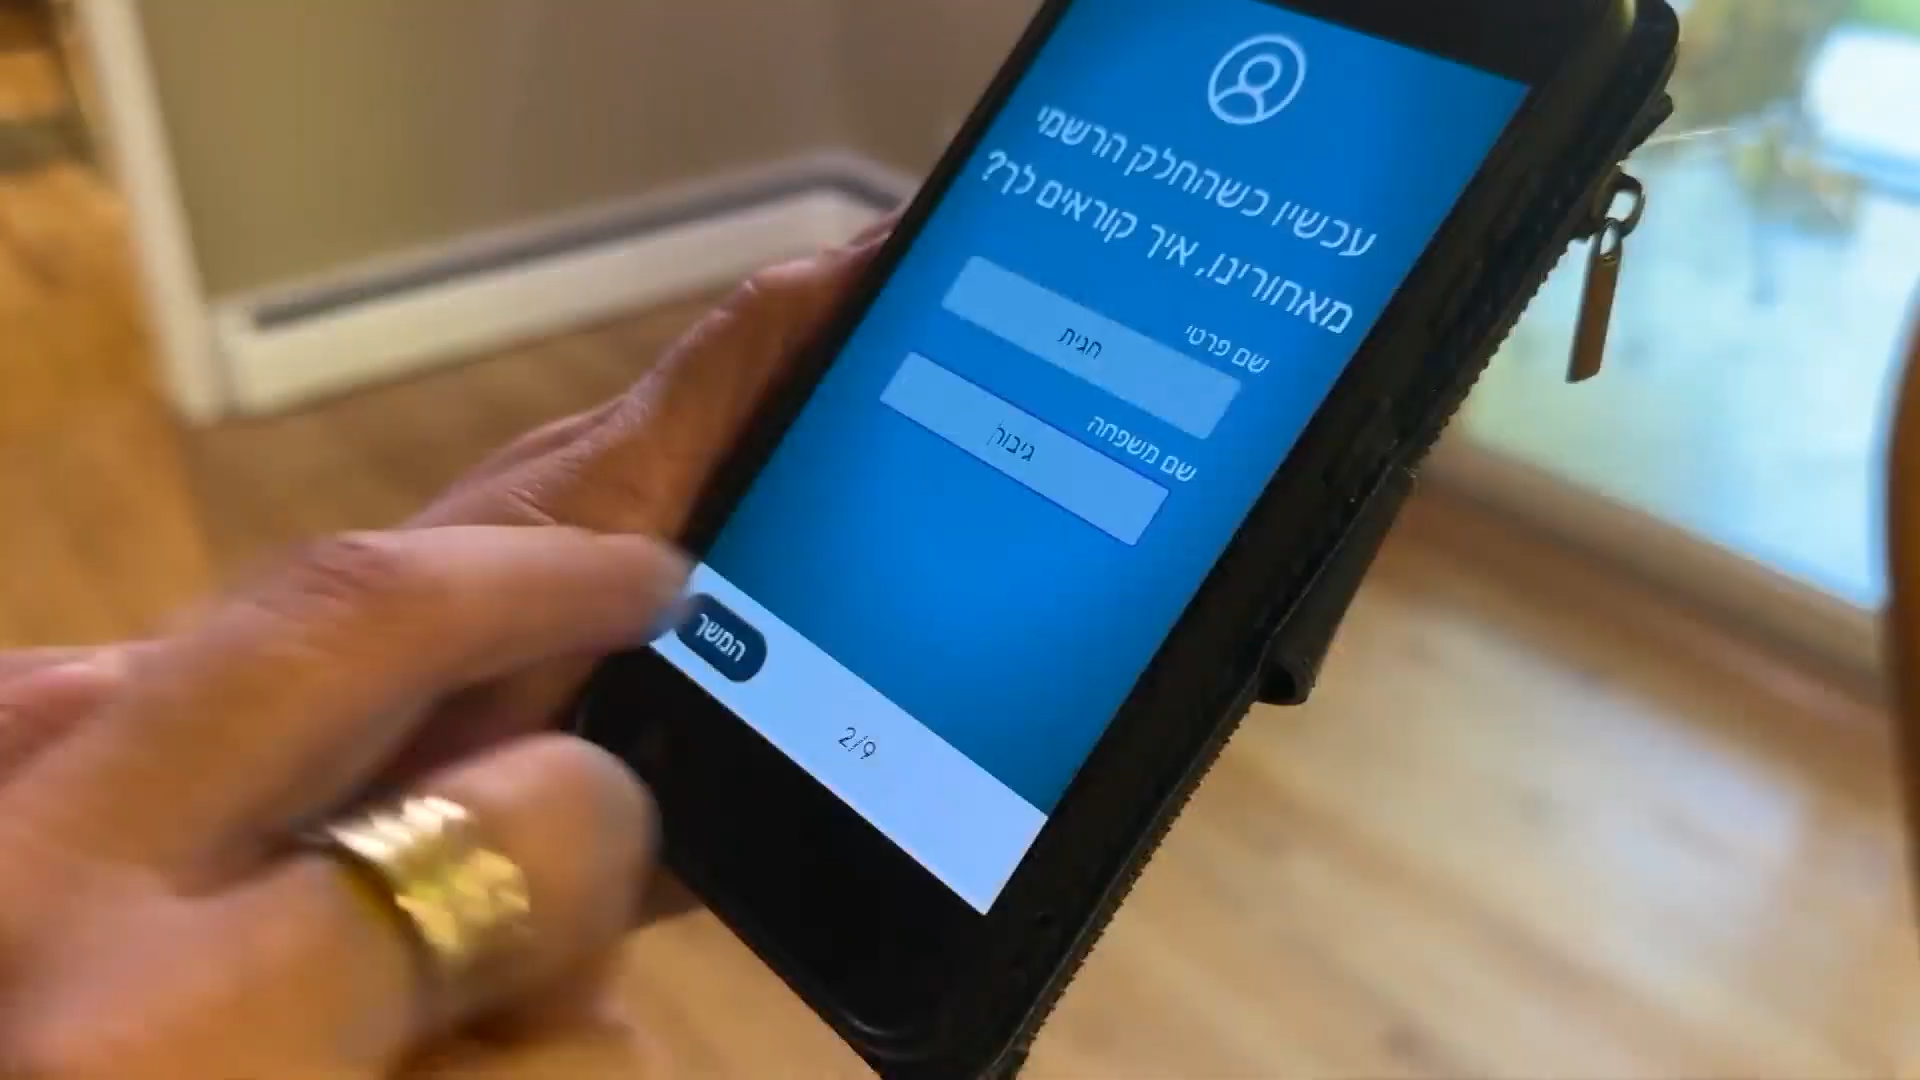 עכשיו כשהחלק הרשמי
מאחורינו, איך קוראים לך?
שם פרטי
חגית
שם משפחה
גיבור
המשך
2/9